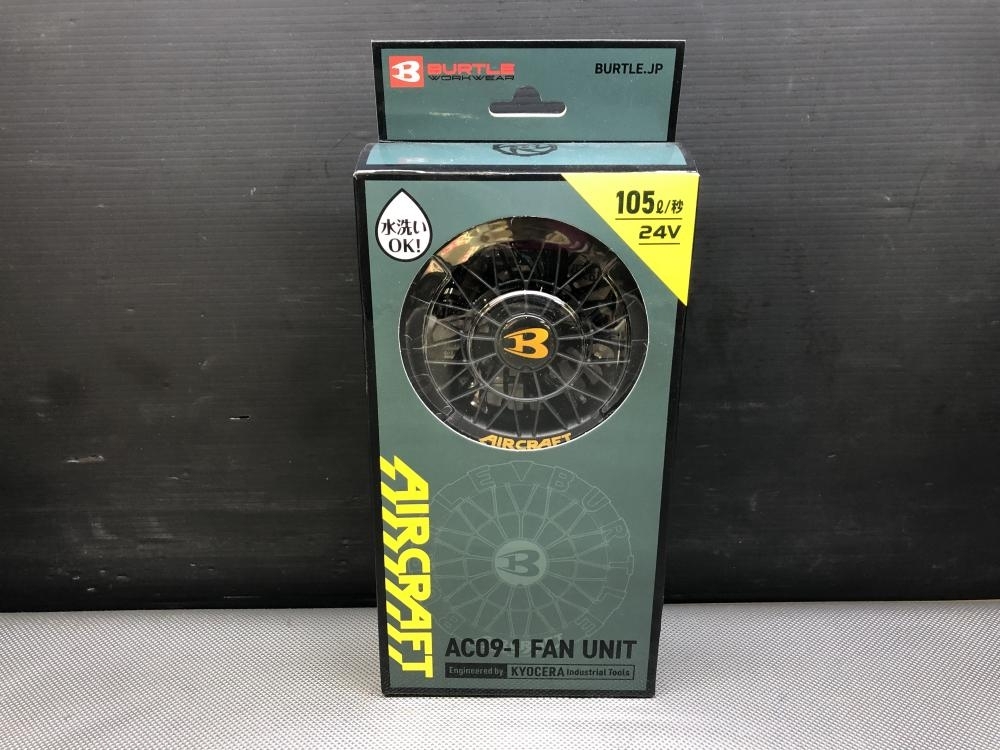 B BURTLE
WORKWEAR
BURTLE.JP
水洗い
OK!
105ℓ/秒
24V
B
AIRCRAFT
AIRCRAFT
B
AC09-1 FAN UNIT
Engineered by KYOCERA Industrial Tools